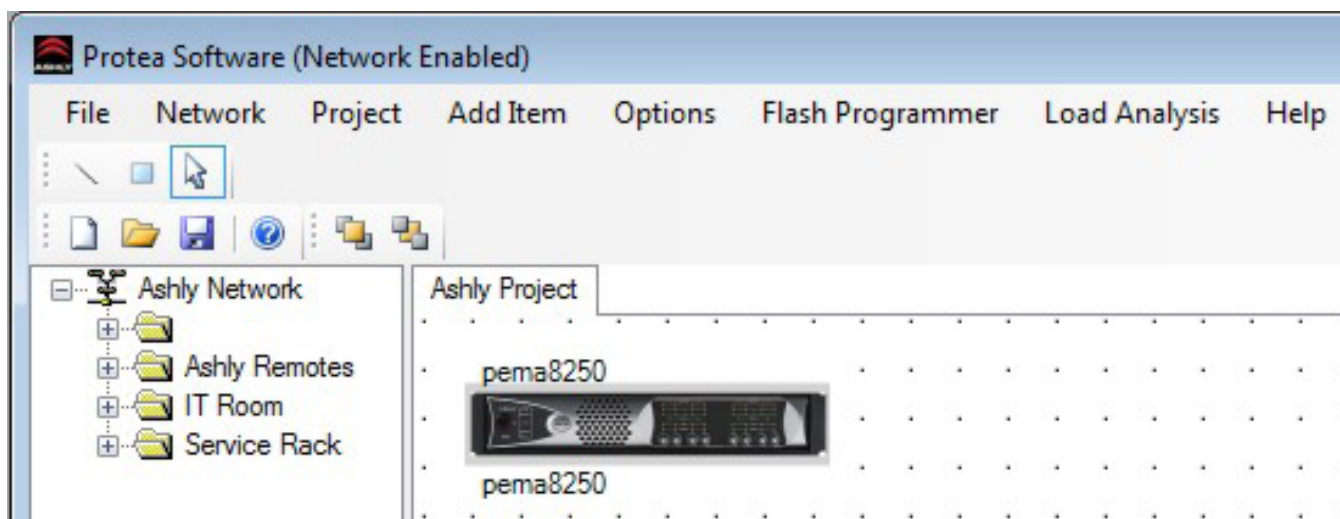 Protea Software (Network Enabled)
File Network Project Add Item Options Flash Programmer Load Analysis Help
Ashly Network
Ashly Remotes
IT Room
Service Rack
Ashly Project
pema8250
pema8250